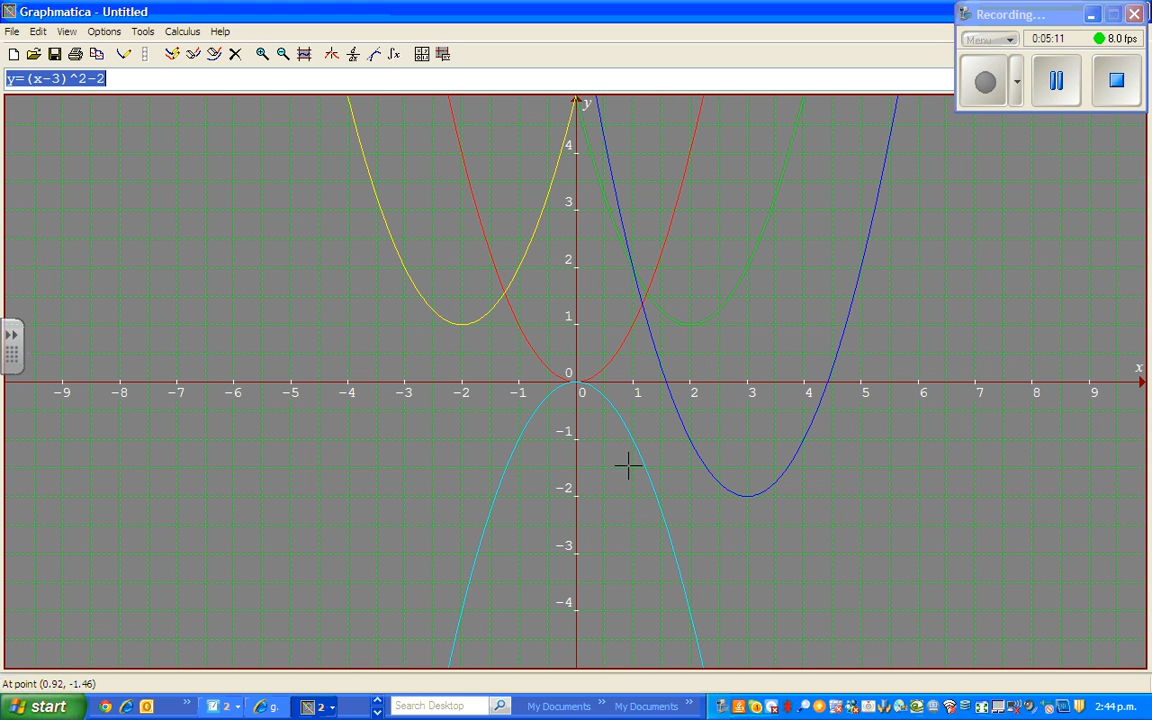 Graphmatica - Untitled
File Edit View Options Tools Calculus Help
y=(x-3)^2-2
Recording...
Menu 0:05:11 8.0 fps
y
4
3
2
1
0
x
-9 -8 -7 -6 -5 -4 -3 -2 -1 0 1 2 3 4 5 6 7 8 9
-1
-2
-3
-4
At point (0.92, -1.46)
start 2 g. 2 Search Desktop My Documents » My Documents » 2:44 p.m.